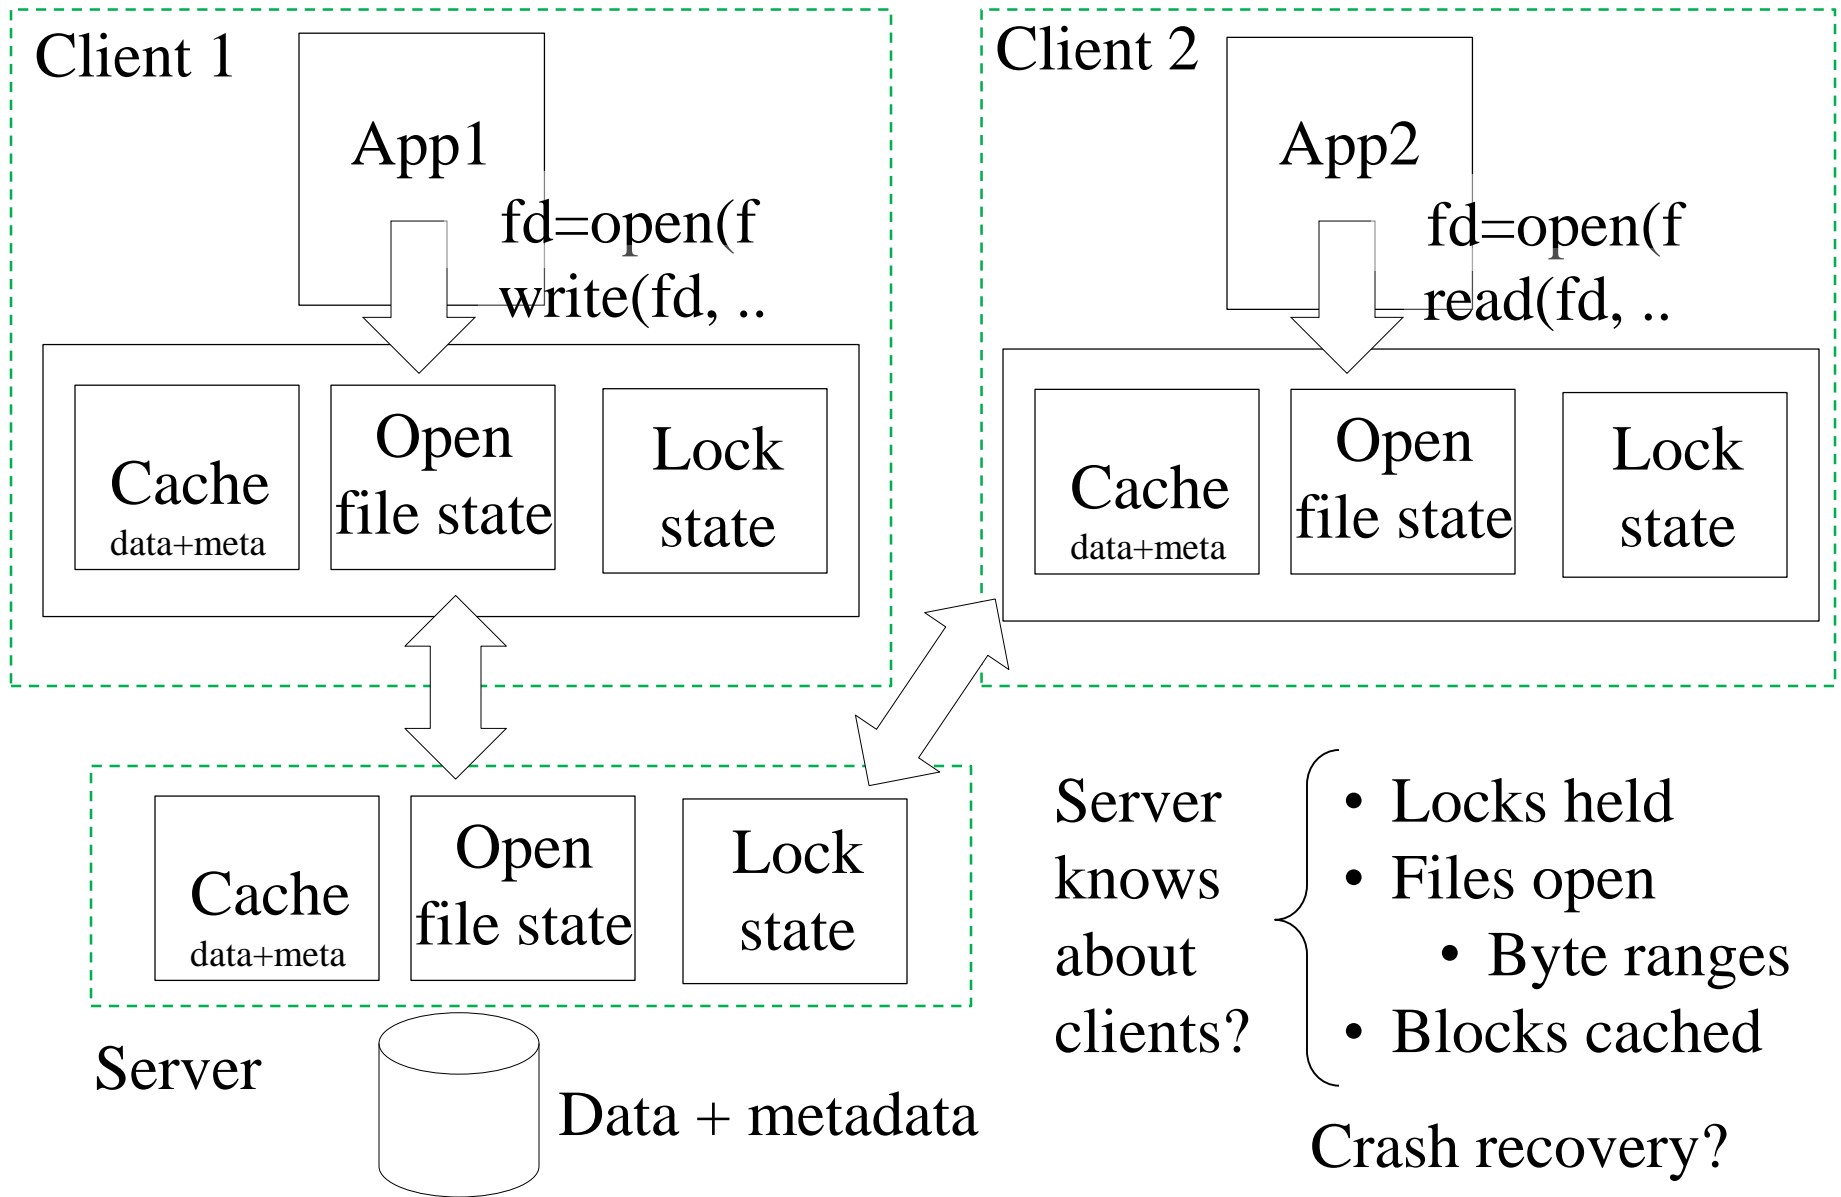 Client 1
App1
fd=open(f
write(fd, ..
Cache
data+meta
Open
file state
Lock
state
Client 2
App2
fd=open(f
read(fd, ..
Cache
data+meta
Open
file state
Lock
state
Cache
data+meta
Open
file state
Lock
state
Server
Data + metadata
Server
knows
about
clients?
• Locks held
• Files open
• Byte ranges
• Blocks cached
Crash recovery?